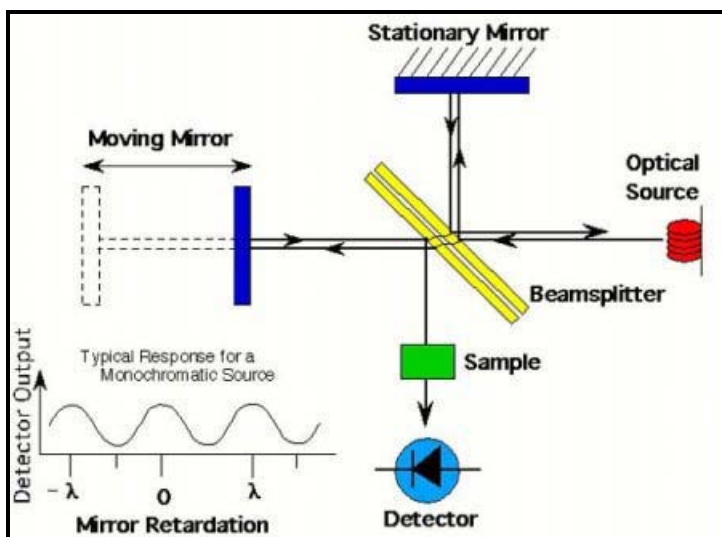 Stationary Mirror
Moving Mirror
Optical
Source
Beamsplitter
Typical Response for a
Monochromatic Source
Sample
Detector Output
- λ
0
λ
Mirror Retardation
Detector